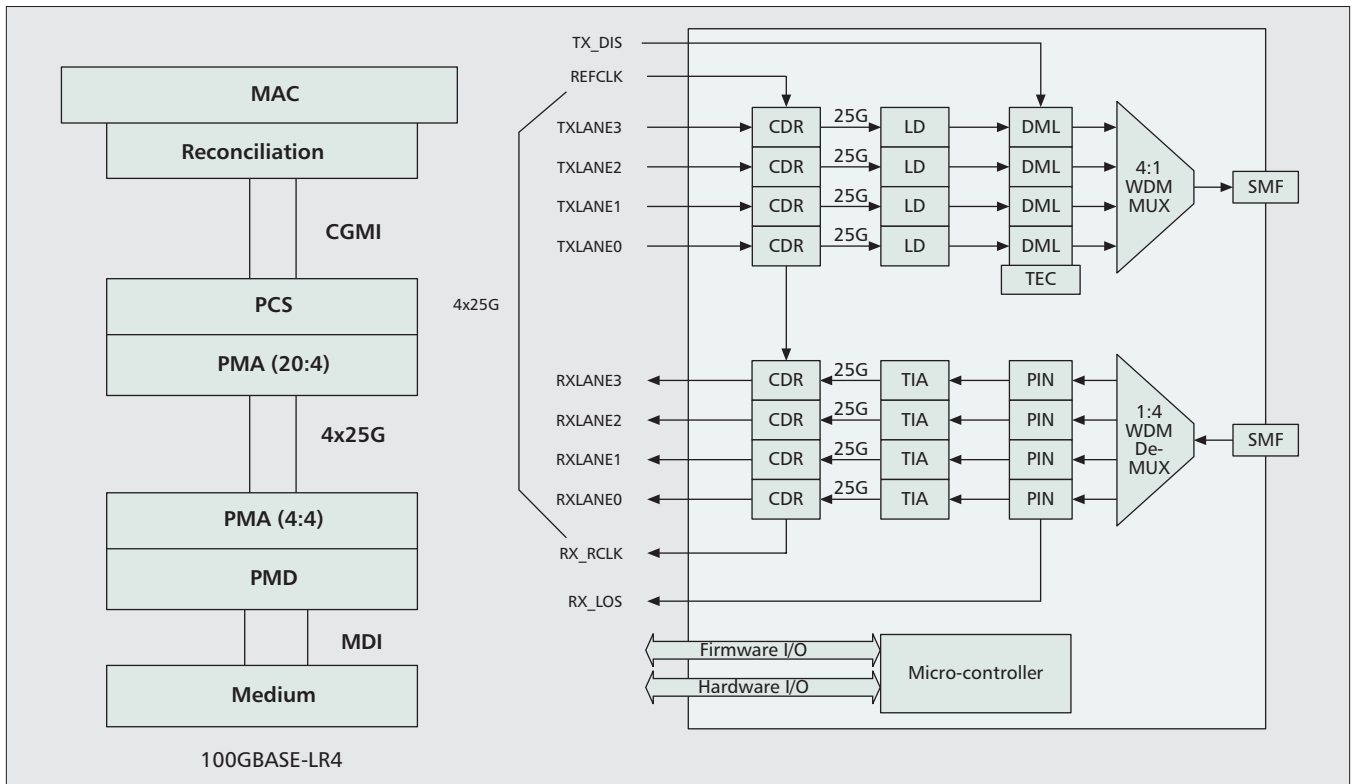 MAC
Reconciliation
CGMI
PCS
PMA (20:4)
4x25G
PMA (4:4)
PMD
MDI
Medium
100GBASE-LR4
4x25G
TX_DIS
REFCLK
TXLANE3
CDR
25G
LD
DML
TXLANE2
CDR
25G
LD
DML
TXLANE1
CDR
25G
LD
DML
TXLANE0
CDR
25G
LD
DML
TEC
4:1
WDM
MUX
SMF
RXLANE3
CDR
25G
TIA
PIN
RXLANE2
CDR
25G
TIA
PIN
RXLANE1
CDR
25G
TIA
PIN
RXLANE0
CDR
25G
TIA
PIN
1:4
WDM
De-
MUX
SMF
RX_RCLK
RX_LOS
Firmware I/O
Hardware I/O
Micro-controller